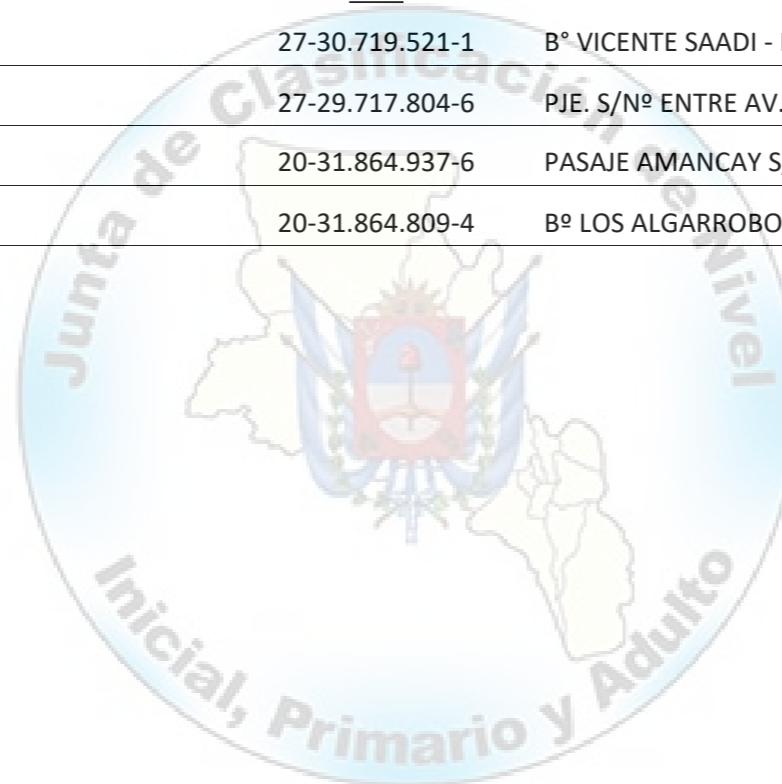 27-30.719.521-1 B° VICENTE SAADI -
27-29.717.804-6 PJE. S/Nº ENTRE AV.
20-31.864.937-6 PASAJE AMANCAY S/
20-31.864.809-4 Bº LOS ALGARROBO
Junta de Clasificación de Nivel
Inicial, Primario y Adulto